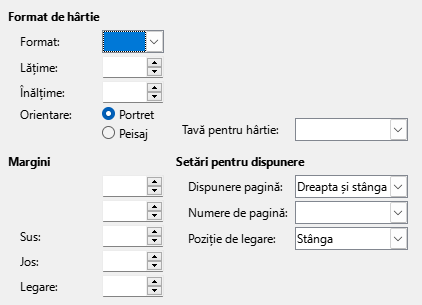 Format de hârtie
Format:
Lățime:
Înălțime:
Orientare: Portret
Peisaj
Tavă pentru hârtie:
Margini
Sus:
Jos:
Legare:
Setări pentru dispunere
Dispunere pagină: Dreapta și stânga
Numere de pagină:
Poziție de legare: Stânga